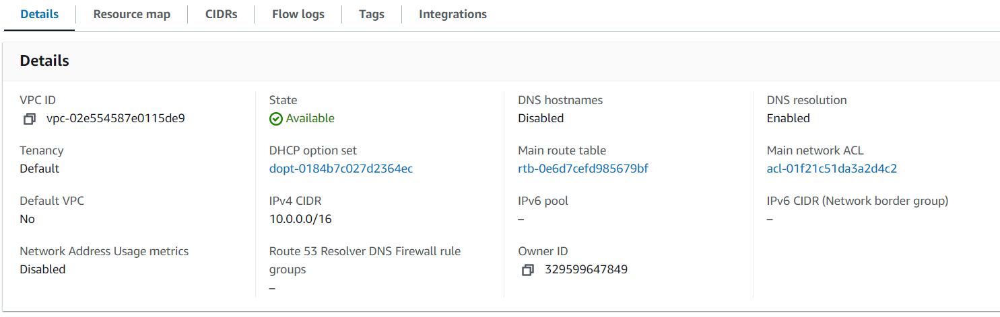 Details
Resource map
CIDRs
Flow logs
Tags
Integrations
Details
VPC ID
vpc-02e554587e0115de9
State
Available
DNS hostnames
Disabled
DNS resolution
Enabled
Tenancy
Default
DHCP option set
dopt-0184b7c027d2364ec
Main route table
rtb-0e6d7cefd985679bf
Main network ACL
acl-01f21c51da3a2d4c2
Default VPC
No
IPv4 CIDR
10.0.0.0/16
IPv6 pool
–
IPv6 CIDR (Network border group)
–
Network Address Usage metrics
Disabled
Route 53 Resolver DNS Firewall rule
groups
–
Owner ID
329599647849